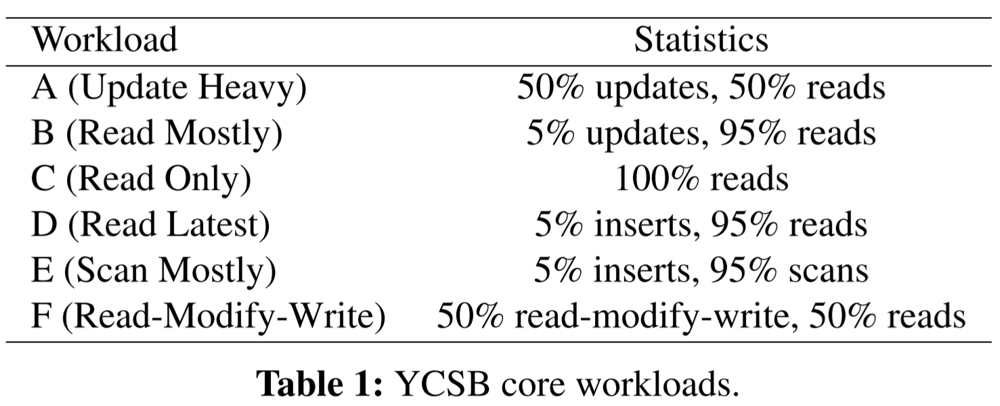 Workload Statistics
A (Update Heavy) 50% updates, 50% reads
B (Read Mostly) 5% updates, 95% reads
C (Read Only) 100% reads
D (Read Latest) 5% inserts, 95% reads
E (Scan Mostly) 5% inserts, 95% scans
F (Read-Modify-Write) 50% read-modify-write, 50% reads
Table 1: YCSB core workloads.